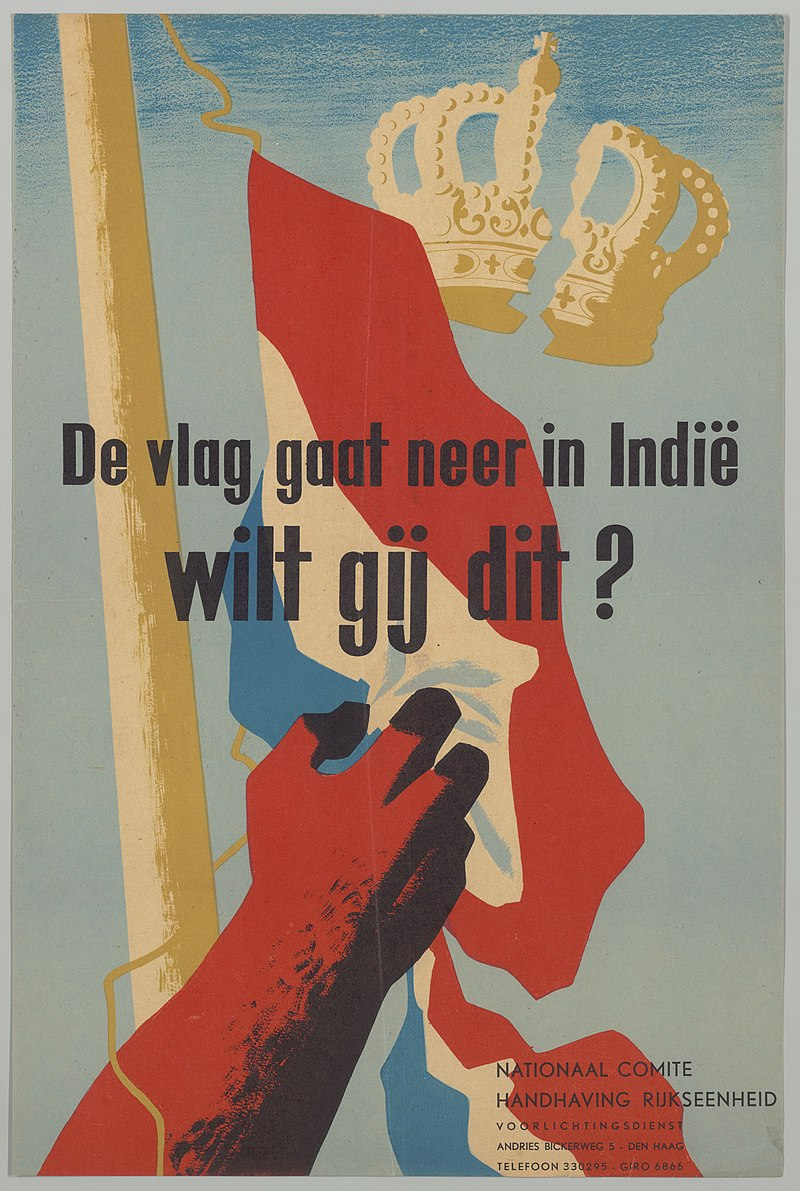 De vlag gaat neer in Indië
wilt gij dit ?
NATIONAAL COMITE
HANDHAVING RIJKSEENHEID
VOORLICHTINGSDIENST
ANDRIES BICKERWEG 5 - DEN HAAG
TELEFOON 330295 - GIRO 6866